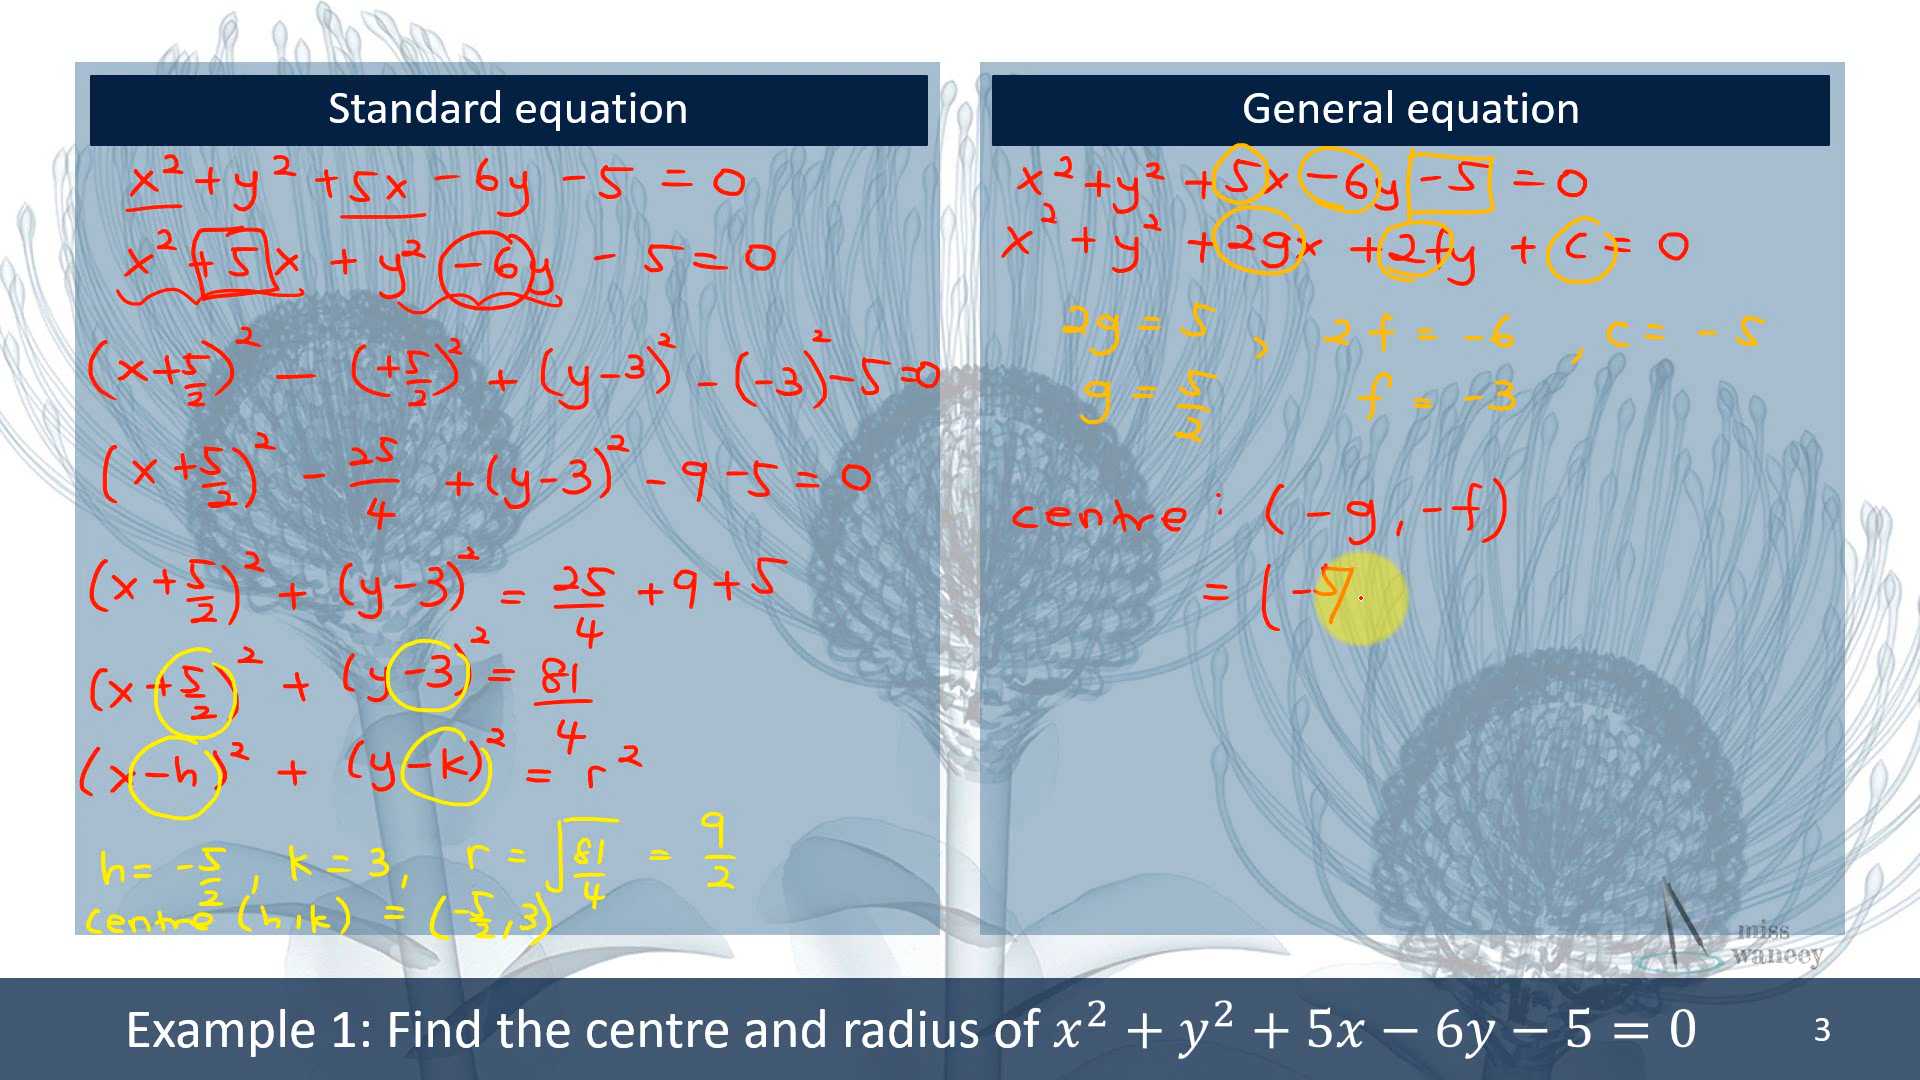 Standard equation
x² + y² + 5x - 6y - 5 = 0
x² + 5x + y² - 6y - 5 = 0
(x + 5/2)² - (+5/2)² + (y - 3)² - (-3)² - 5 = 0
(x + 5/2)² - 25/4 + (y - 3)² - 9 - 5 = 0
(x + 5/2)² + (y - 3)² = 25/4 + 9 + 5
(x + 5/2)² + (y - 3)² = 81/4
(x - h)² + (y - k)² = r²
h = -5/2, k = 3, r = √(81/4) = 9/2
centre (h, k) = (-5/2, 3)
General equation
x² + y² + 5x - 6y - 5 = 0
x² + y² + 2gx + 2fy + c = 0
2g = 5, 2f = -6, c = -5
g = 5/2 f = -3
centre : (-g, -f)
= (-5/
miss
waneey
Example 1: Find the centre and radius of x² + y² + 5x − 6y − 5 = 0
3